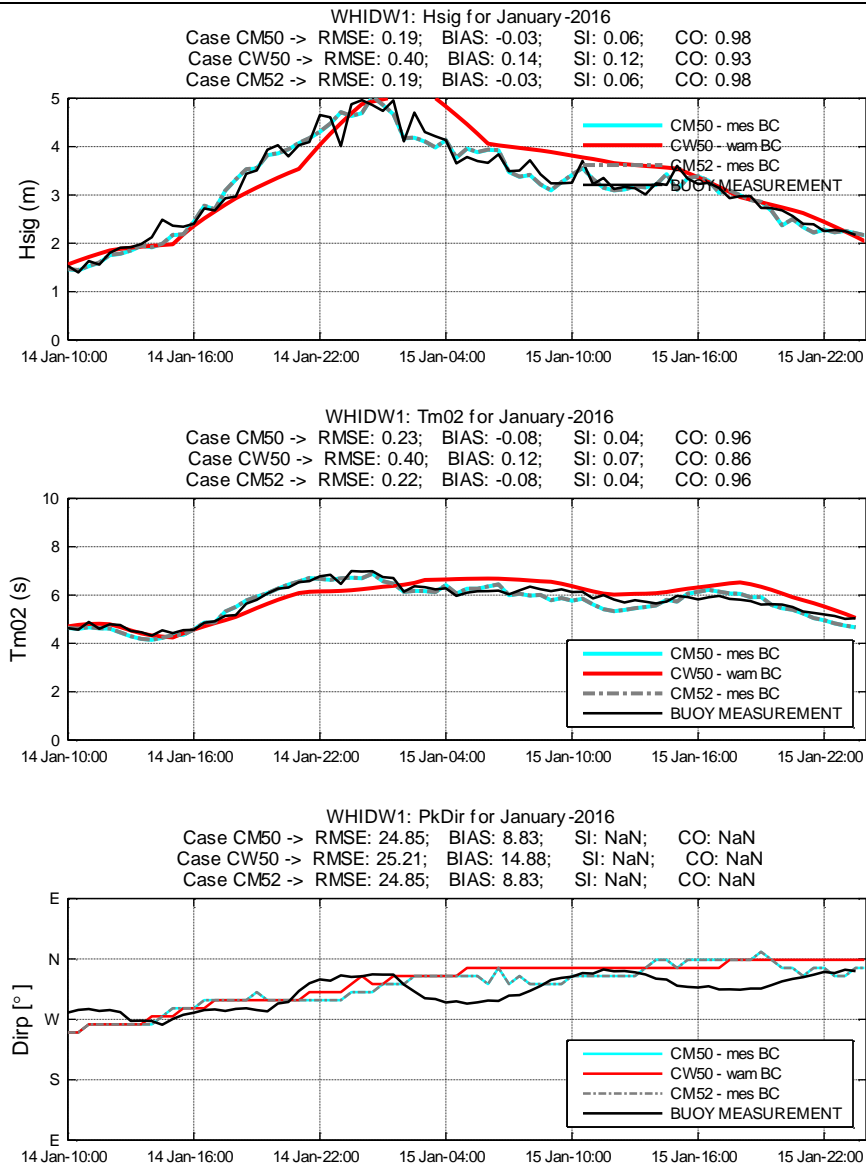 WHIDW1: Hsig for January-2016
Case CM50 -> RMSE: 0.19; BIAS: -0.03; SI: 0.06; CO: 0.98
Case CW50 -> RMSE: 0.40; BIAS: 0.14; SI: 0.12; CO: 0.93
Case CM52 -> RMSE: 0.19; BIAS: -0.03; SI: 0.06; CO: 0.98
5
4
3
2
1
0
Hsig (m)
CM50 - mes BC
CW50 - wam BC
CM52 - mes BC
BUOY MEASUREMENT
14 Jan-10:00 14 Jan-16:00 14 Jan-22:00 15 Jan-04:00 15 Jan-10:00 15 Jan-16:00 15 Jan-22:00
WHIDW1: Tm02 for January-2016
Case CM50 -> RMSE: 0.23; BIAS: -0.08; SI: 0.04; CO: 0.96
Case CW50 -> RMSE: 0.40; BIAS: 0.12; SI: 0.07; CO: 0.86
Case CM52 -> RMSE: 0.22; BIAS: -0.08; SI: 0.04; CO: 0.96
10
8
6
4
2
0
Tm02 (s)
CM50 - mes BC
CW50 - wam BC
CM52 - mes BC
BUOY MEASUREMENT
14 Jan-10:00 14 Jan-16:00 14 Jan-22:00 15 Jan-04:00 15 Jan-10:00 15 Jan-16:00 15 Jan-22:00
WHIDW1: PkDir for January-2016
Case CM50 -> RMSE: 24.85; BIAS: 8.83; SI: NaN; CO: NaN
Case CW50 -> RMSE: 25.21; BIAS: 14.88; SI: NaN; CO: NaN
Case CM52 -> RMSE: 24.85; BIAS: 8.83; SI: NaN; CO: NaN
E
N
W
S
E
Dirp [°]
CM50 - mes BC
CW50 - wam BC
CM52 - mes BC
BUOY MEASUREMENT
14 Jan-10:00 14 Jan-16:00 14 Jan-22:00 15 Jan-04:00 15 Jan-10:00 15 Jan-16:00 15 Jan-22:00